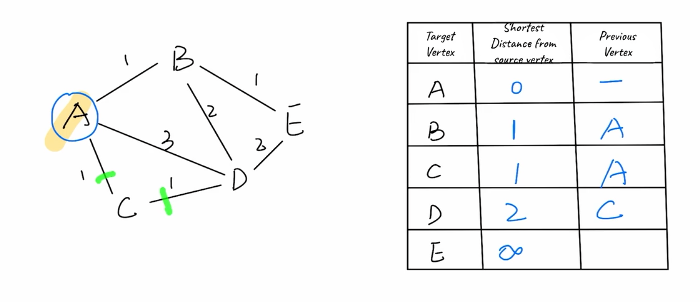 1
B
1
A
2
E
3
2
1
1
D
C
Target Vertex
Shortest Distance from source vertex
Previous Vertex
A 0 —
B 1 A
C 1 A
D 2 C
E ∞